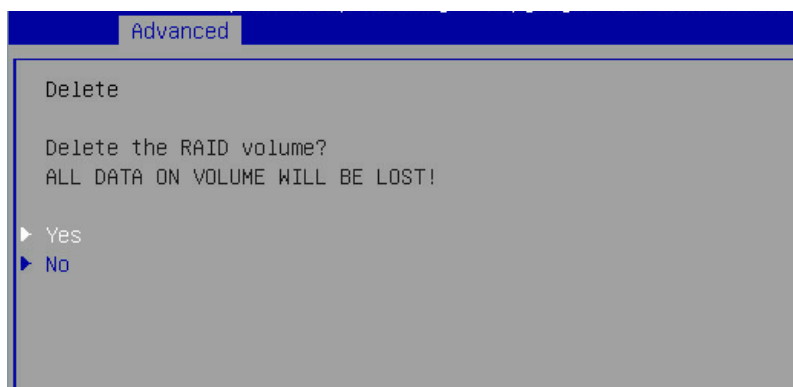 Advanced
Delete
Delete the RAID volume?
ALL DATA ON VOLUME WILL BE LOST!
Yes
No